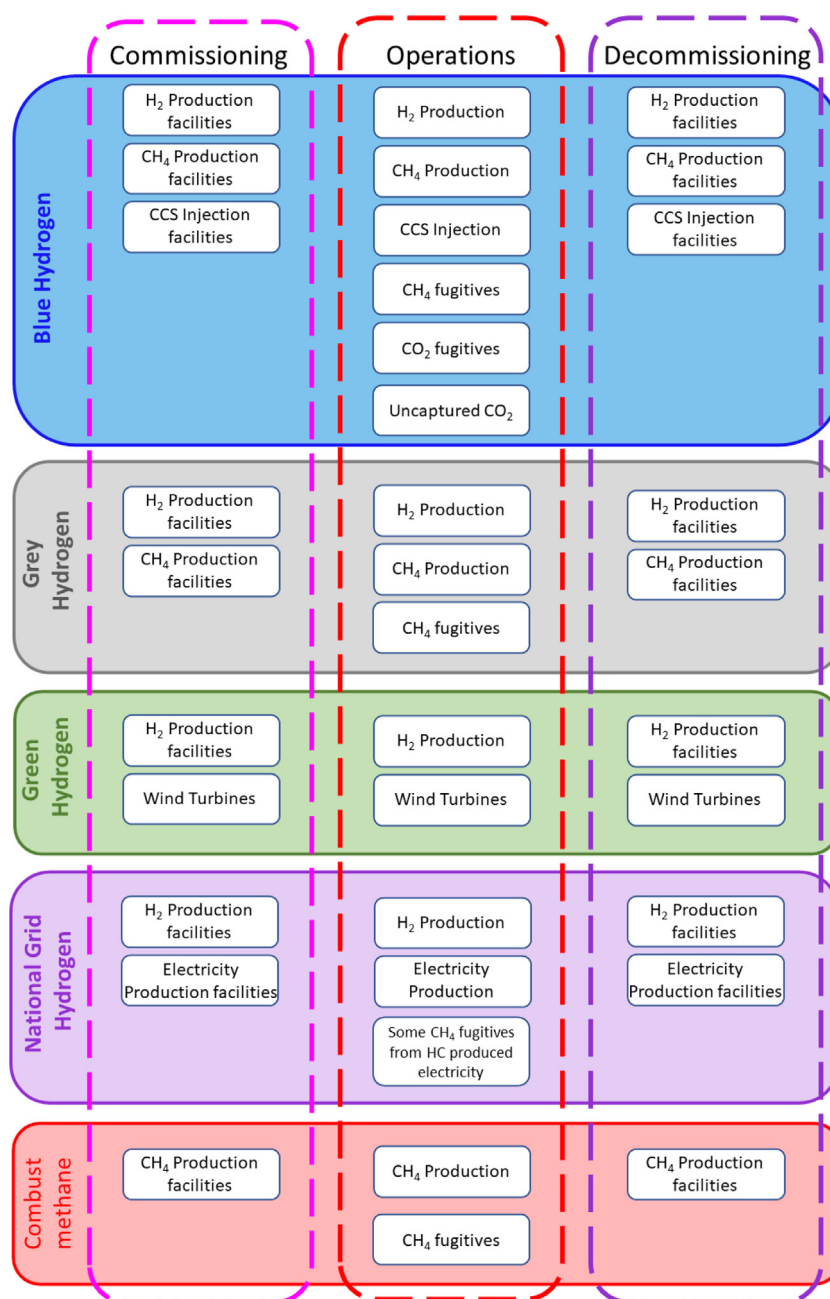 Commissioning
Operations
Decommissioning
Blue Hydrogen
H₂ Production
facilities
CH₄ Production
facilities
CCS Injection
facilities
H₂ Production
CH₄ Production
CCS Injection
CH₄ fugitives
CO₂ fugitives
Uncaptured CO₂
H₂ Production
facilities
CH₄ Production
facilities
CCS Injection
facilities
Grey
Hydrogen
H₂ Production
facilities
CH₄ Production
facilities
H₂ Production
CH₄ Production
CH₄ fugitives
H₂ Production
facilities
CH₄ Production
facilities
Green
Hydrogen
H₂ Production
facilities
Wind Turbines
H₂ Production
Wind Turbines
H₂ Production
facilities
Wind Turbines
National Grid
Hydrogen
H₂ Production
facilities
Electricity
Production facilities
H₂ Production
Electricity
Production
Some CH₄ fugitives
from HC produced
electricity
H₂ Production
facilities
Electricity
Production facilities
Combust
methane
CH₄ Production
facilities
CH₄ Production
CH₄ fugitives
CH₄ Production
facilities